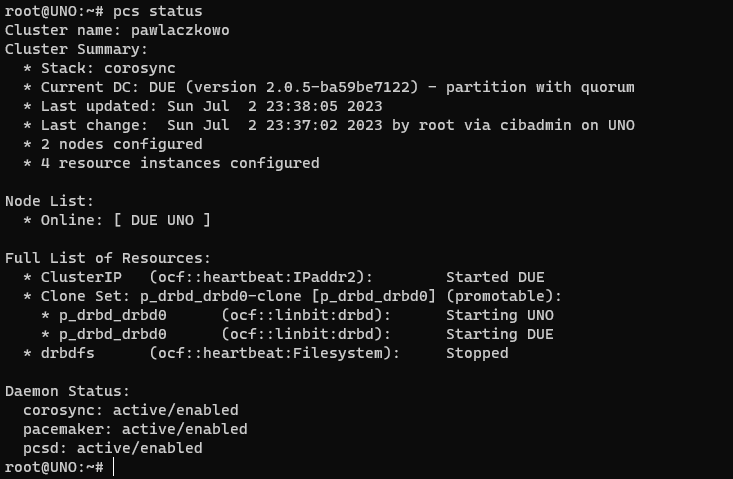 root@UNO:~# pcs status
Cluster name: pawlaczkowo
Cluster Summary:
  * Stack: corosync
  * Current DC: DUE (version 2.0.5-ba59be7122) - partition with quorum
  * Last updated: Sun Jul  2 23:38:05 2023
  * Last change:  Sun Jul  2 23:37:02 2023 by root via cibadmin on UNO
  * 2 nodes configured
  * 4 resource instances configured

Node List:
  * Online: [ DUE UNO ]

Full List of Resources:
  * ClusterIP   (ocf::heartbeat:IPaddr2):        Started DUE
  * Clone Set: p_drbd_drbd0-clone [p_drbd_drbd0] (promotable):
    * p_drbd_drbd0      (ocf::linbit:drbd):      Starting UNO
    * p_drbd_drbd0      (ocf::linbit:drbd):      Starting DUE
  * drbdfs      (ocf::heartbeat:Filesystem):     Stopped

Daemon Status:
  corosync: active/enabled
  pacemaker: active/enabled
  pcsd: active/enabled
root@UNO:~#